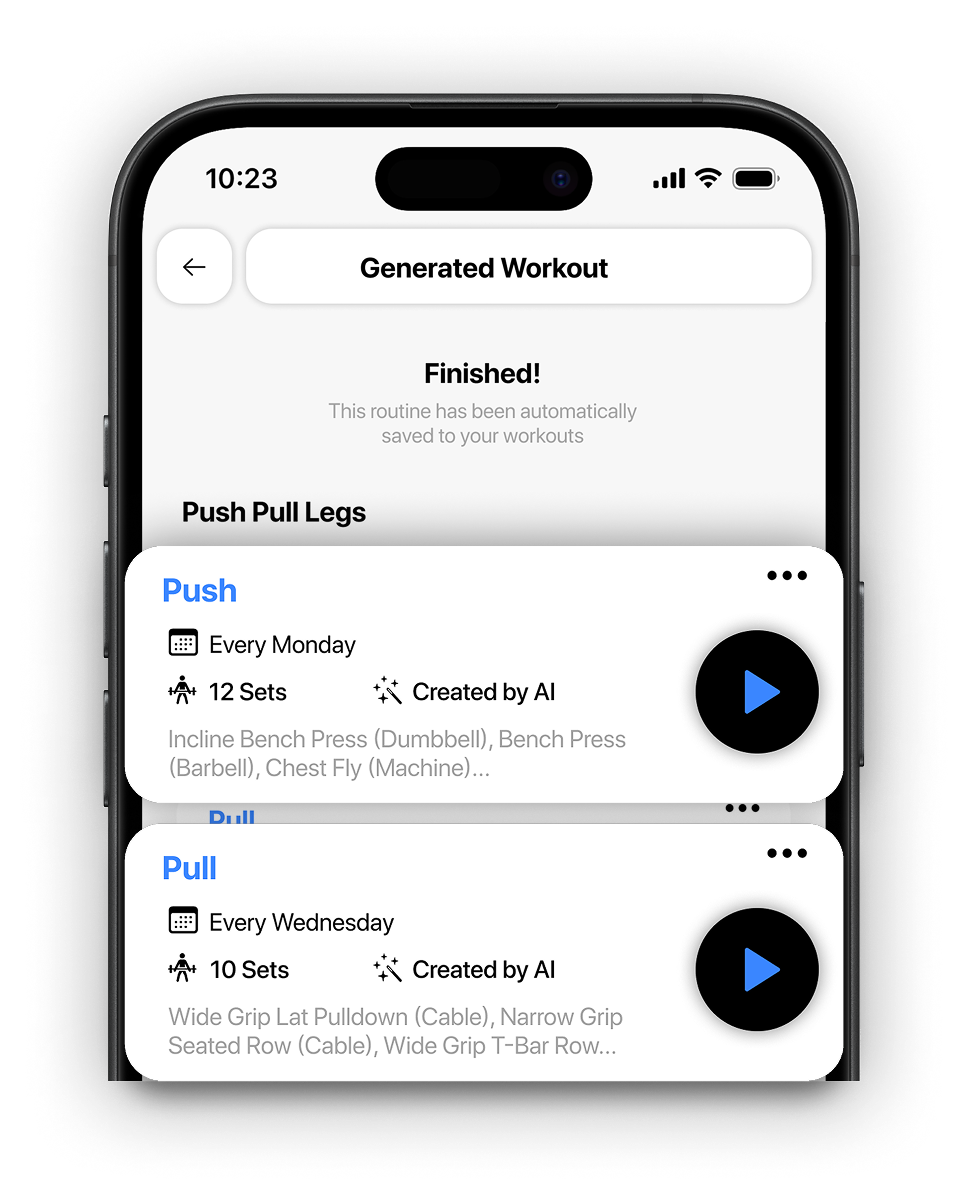 10:23
Generated Workout
Finished!
This routine has been automatically
saved to your workouts
Push Pull Legs
Push
Every Monday
12 Sets
Created by AI
Incline Bench Press (Dumbbell), Bench Press
(Barbell), Chest Fly (Machine)...
Pull
Pull
Every Wednesday
10 Sets
Created by AI
Wide Grip Lat Pulldown (Cable), Narrow Grip
Seated Row (Cable), Wide Grip T-Bar Row...